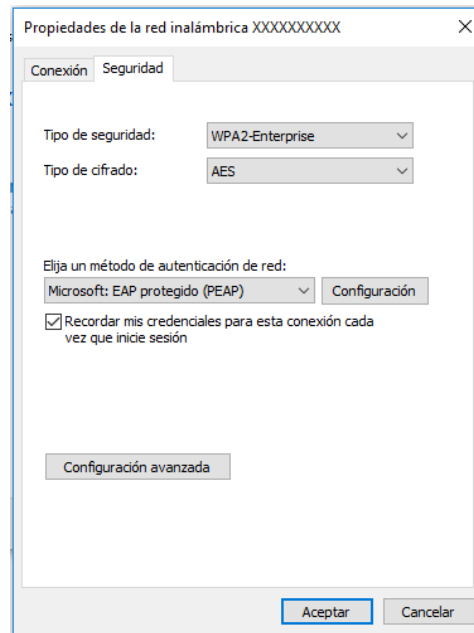 Propiedades de la red inalámbrica XXXXXXXXXX
Conexión Seguridad
Tipo de seguridad: WPA2-Enterprise
Tipo de cifrado: AES
Elija un método de autenticación de red:
Microsoft: EAP protegido (PEAP) Configuración
Recordar mis credenciales para esta conexión cada
vez que inicie sesión
Configuración avanzada
Aceptar Cancelar